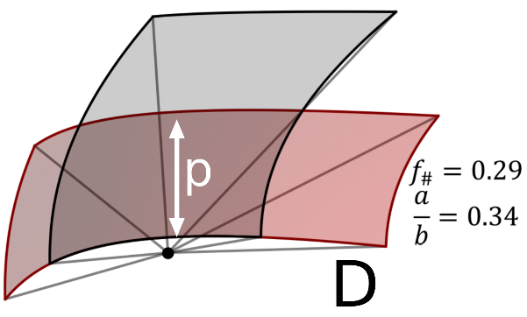 p
f# = 0.29
a/b = 0.34
D